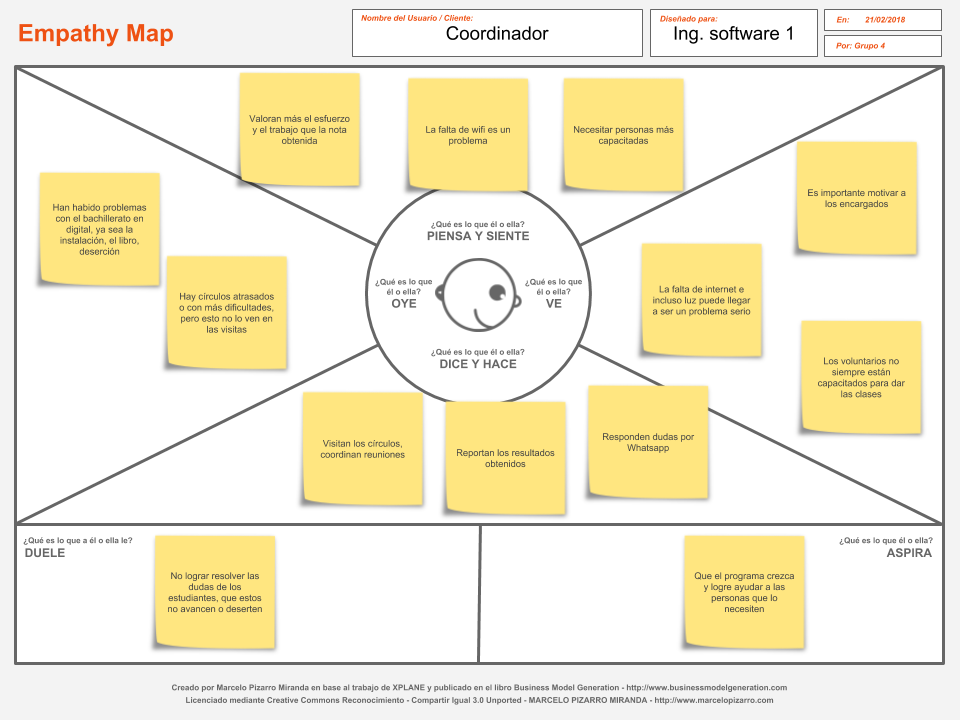 Empathy Map
Nombre del Usuario / Cliente:
Coordinador
Diseñado para:
Ing. software 1
En: 21/02/2018
Por: Grupo 4
Valoran más el esfuerzo
y el trabajo que la nota
obtenida
La falta de wifi es un
problema
Necesitar personas más
capacitadas
Han habido problemas
con el bachillerato en
digital, ya sea la
instalación, el libro,
deserción
Hay círculos atrasados
o con más dificultades,
pero esto no lo ven en
las visitas
¿Qué es lo que él o ella?
PIENSA Y SIENTE
¿Qué es lo que
él o ella?
OYE
¿Qué es lo que
él o ella?
VE
¿Qué es lo que él o ella?
DICE Y HACE
Es importante motivar a
los encargados
La falta de internet e
incluso luz puede llegar
a ser un problema serio
Los voluntarios no
siempre están
capacitados para dar
las clases
Visitan los círculos,
coordinan reuniones
Reportan los resultados
obtenidos
Responden dudas por
Whatsapp
¿Qué es lo que a él o ella le?
DUELE
No lograr resolver las
dudas de los
estudiantes, que estos
no avancen o deserten
Que el programa crezca
y logre ayudar a las
personas que lo
necesiten
¿Qué es lo que él o ella?
ASPIRA
Creado por Marcelo Pizarro Miranda en base al trabajo de XPLANE y publicado en el libro Business Model Generation - http://www.businessmodelgeneration.com
Licenciado mediante Creative Commons Reconocimiento - Compartir Igual 3.0 Unported - MARCELO PIZARRO MIRANDA - http://www.marcelopizarro.com